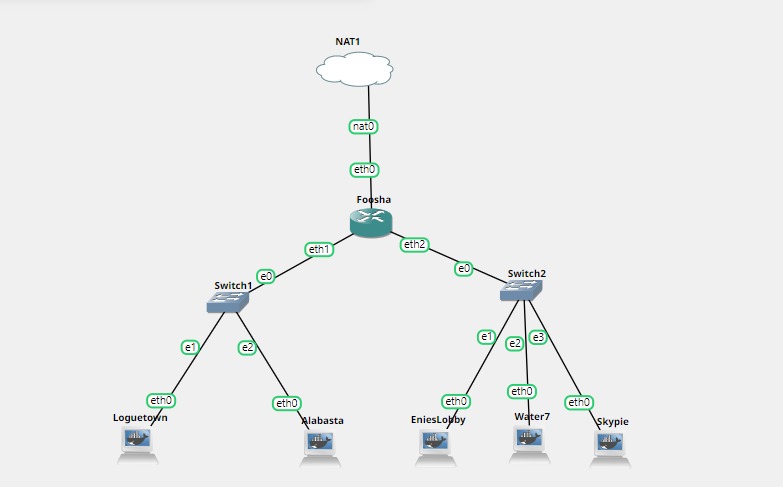 NAT1
nat0
eth0
Foosha
eth1
eth2
e0
e0
Switch1
Switch2
e1
e2
e1
e2
e3
eth0
eth0
eth0
eth0
eth0
Loguetown
Alabasta
EniesLobby
Water7
Skypie